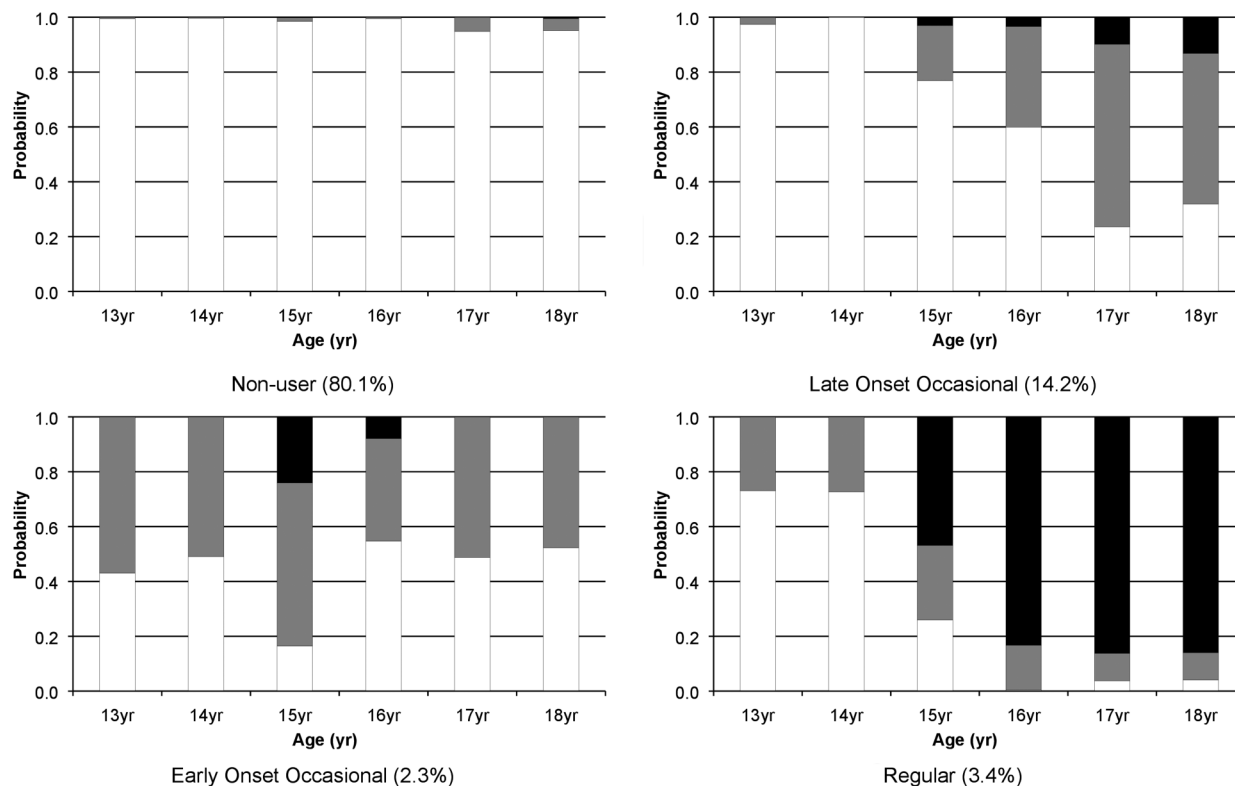 1.0
0.8
0.6
0.4
0.2
0.0
Probability
13yr 14yr 15yr 16yr 17yr 18yr
Age (yr)
Non-user (80.1%)
1.0
0.8
0.6
0.4
0.2
0.0
Probability
13yr 14yr 15yr 16yr 17yr 18yr
Age (yr)
Late Onset Occasional (14.2%)
1.0
0.8
0.6
0.4
0.2
0.0
Probability
13yr 14yr 15yr 16yr 17yr 18yr
Age (yr)
Early Onset Occasional (2.3%)
1.0
0.8
0.6
0.4
0.2
0.0
Probability
13yr 14yr 15yr 16yr 17yr 18yr
Age (yr)
Regular (3.4%)